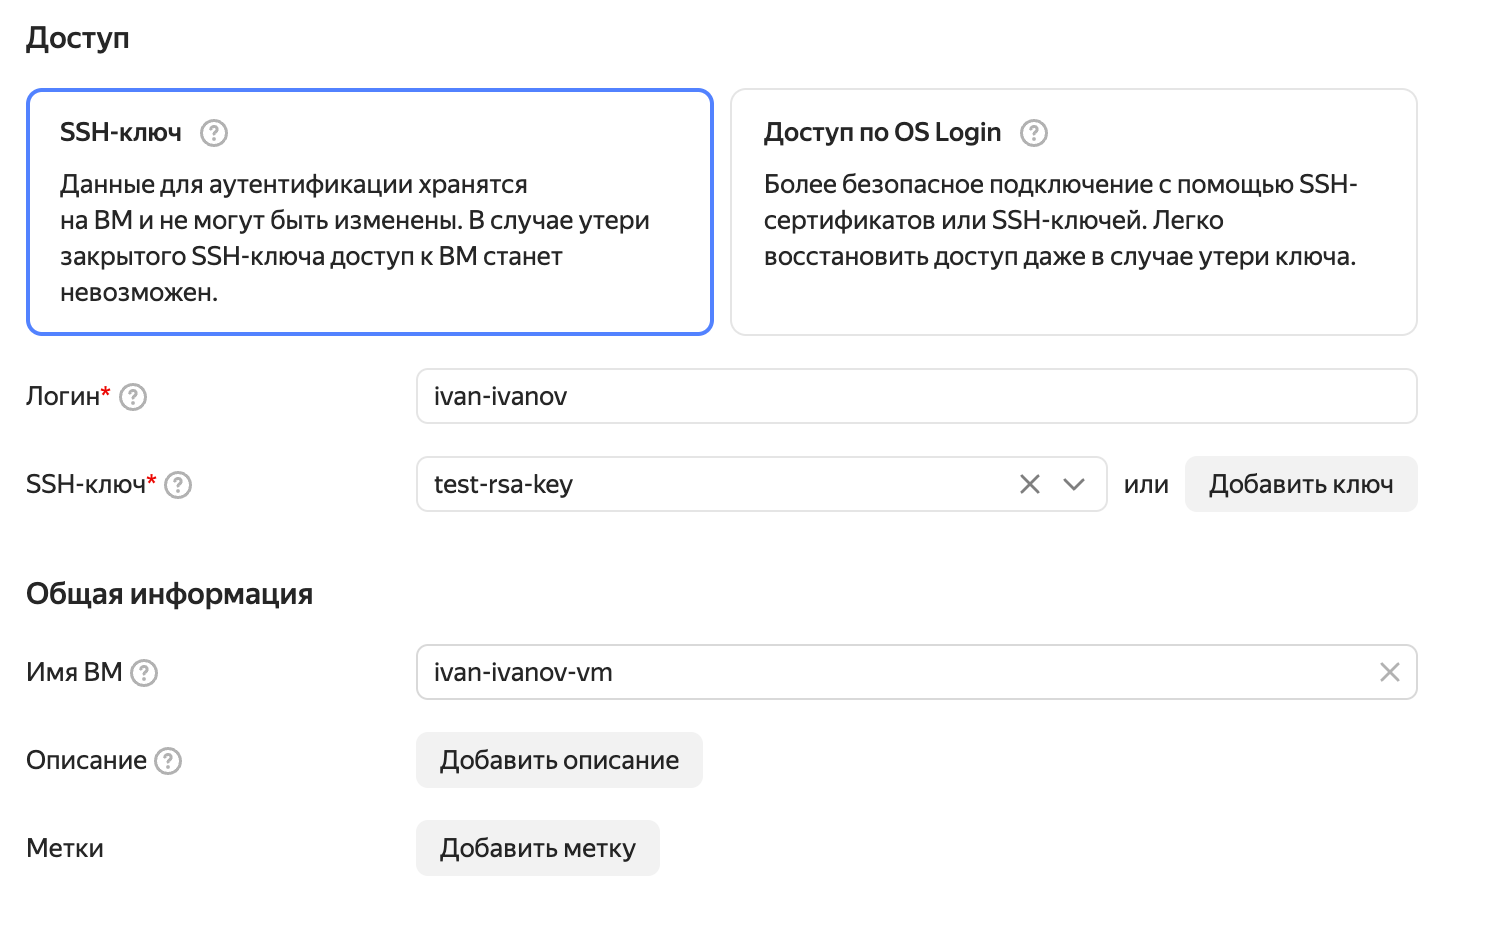 Доступ
SSH-ключ
Данные для аутентификации хранятся
на ВМ и не могут быть изменены. В случае утери
закрытого SSH-ключа доступ к ВМ станет
невозможен.
Доступ по OS Login
Более безопасное подключение с помощью SSH-
сертификатов или SSH-ключей. Легко
восстановить доступ даже в случае утери ключа.
Логин* ivan-ivanov
SSH-ключ* test-rsa-key или Добавить ключ
Общая информация
Имя ВМ ivan-ivanov-vm
Описание Добавить описание
Метки Добавить метку